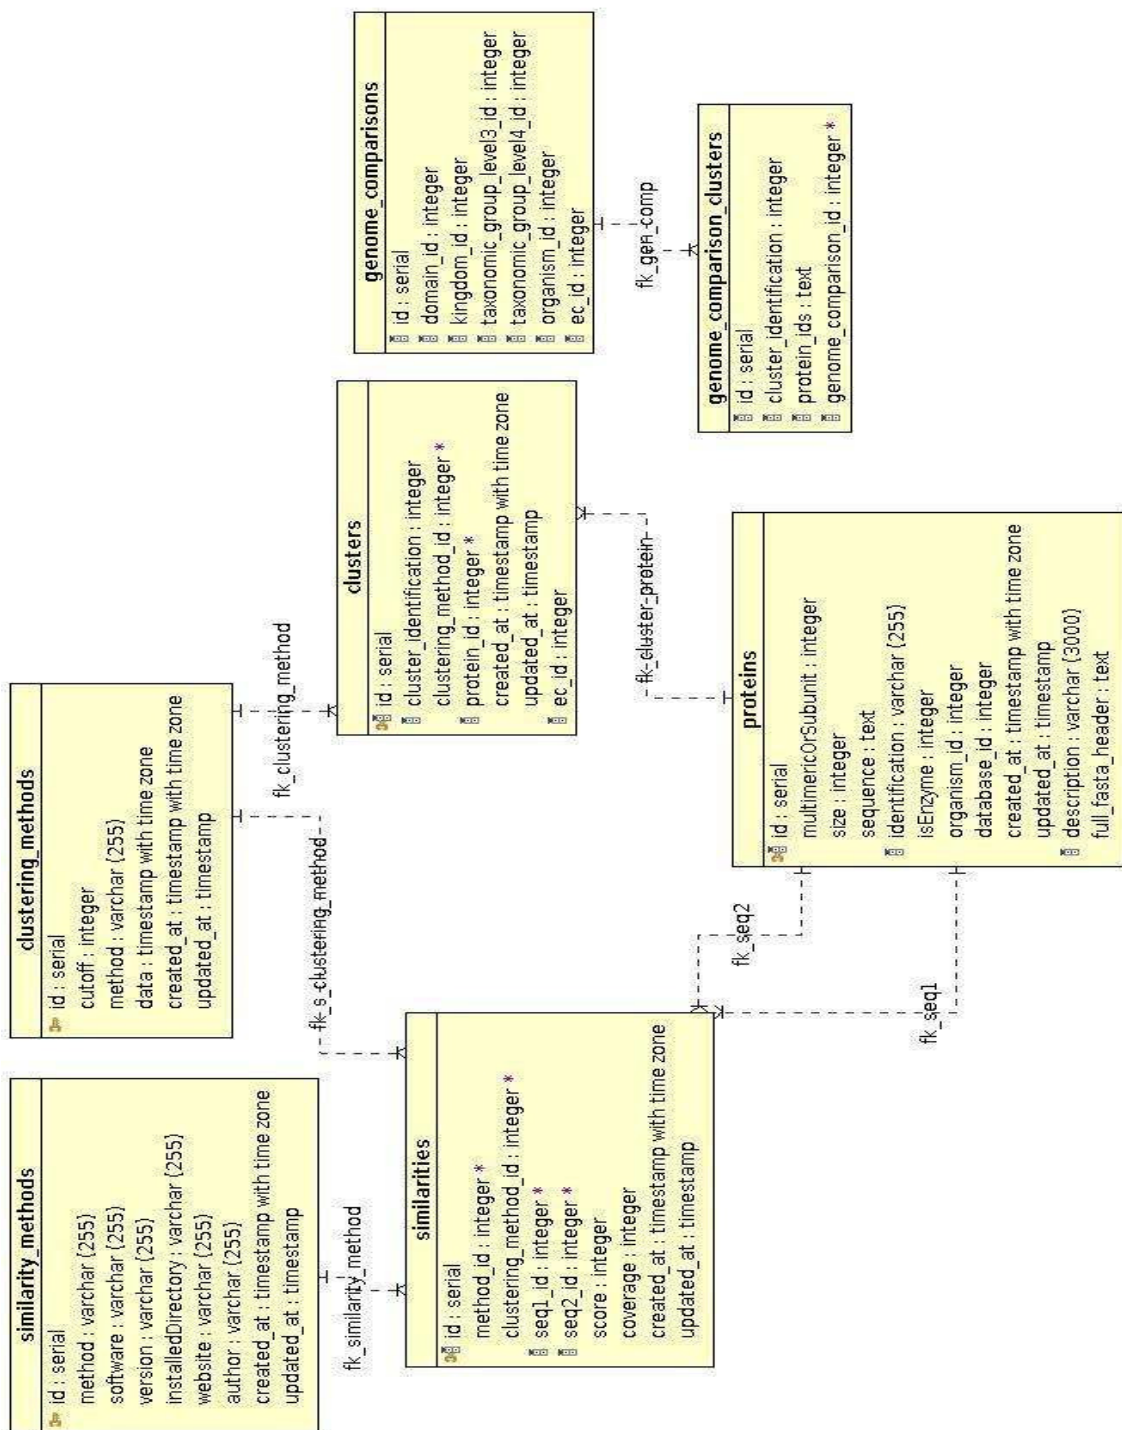 similarity_methods
id : serial
method : varchar (255)
software : varchar (255)
version : varchar (255)
installedDirectory : varchar (255)
website : varchar (255)
author : varchar (255)
created_at : timestamp with time zone
updated_at : timestamp
clustering_methods
id : serial
cutoff : integer
method : varchar (255)
data : timestamp with time zone
created_at : timestamp with time zone
updated_at : timestamp
fk_similarity_method
fk_s_clustering_method
fk_clustering_method
similarities
id : serial
method_id : integer *
clustering_method_id : integer *
seq1_id : integer *
seq2_id : integer *
score : integer
coverage : integer
created_at : timestamp with time zone
updated_at : timestamp
clusters
id : serial
cluster_identification : integer
clustering_method_id : integer *
protein_id : integer *
created_at : timestamp with time zone
updated_at : timestamp
ec_id : integer
genome_comparisons
id : serial
domain_id : integer
kingdom_id : integer
taxonomic_group_level3_id : integer
taxonomic_group_level4_id : integer
organism_id : integer
ec_id : integer
fk_seq2
fk_seq1
fk_cluster_protein
fk_gen_comp
proteins
id : serial
multimericOrSubunit : integer
size : integer
sequence : text
identification : varchar (255)
isEnzyme : integer
organism_id : integer
database_id : integer
created_at : timestamp with time zone
updated_at : timestamp
description : varchar (3000)
full_fasta_header : text
genome_comparison_clusters
id : serial
cluster_identification : integer
protein_ids : text
genome_comparison_id : integer *